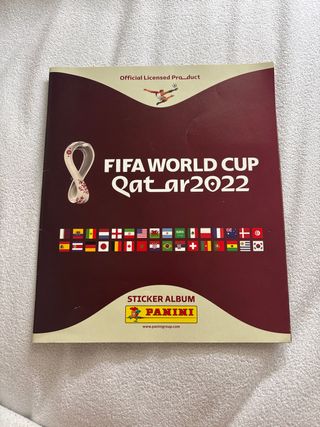 Official Licensed Product
FIFA WORLD CUP
Qatar2022
STICKER ALBUM
PANINI
www.paninigroup.com